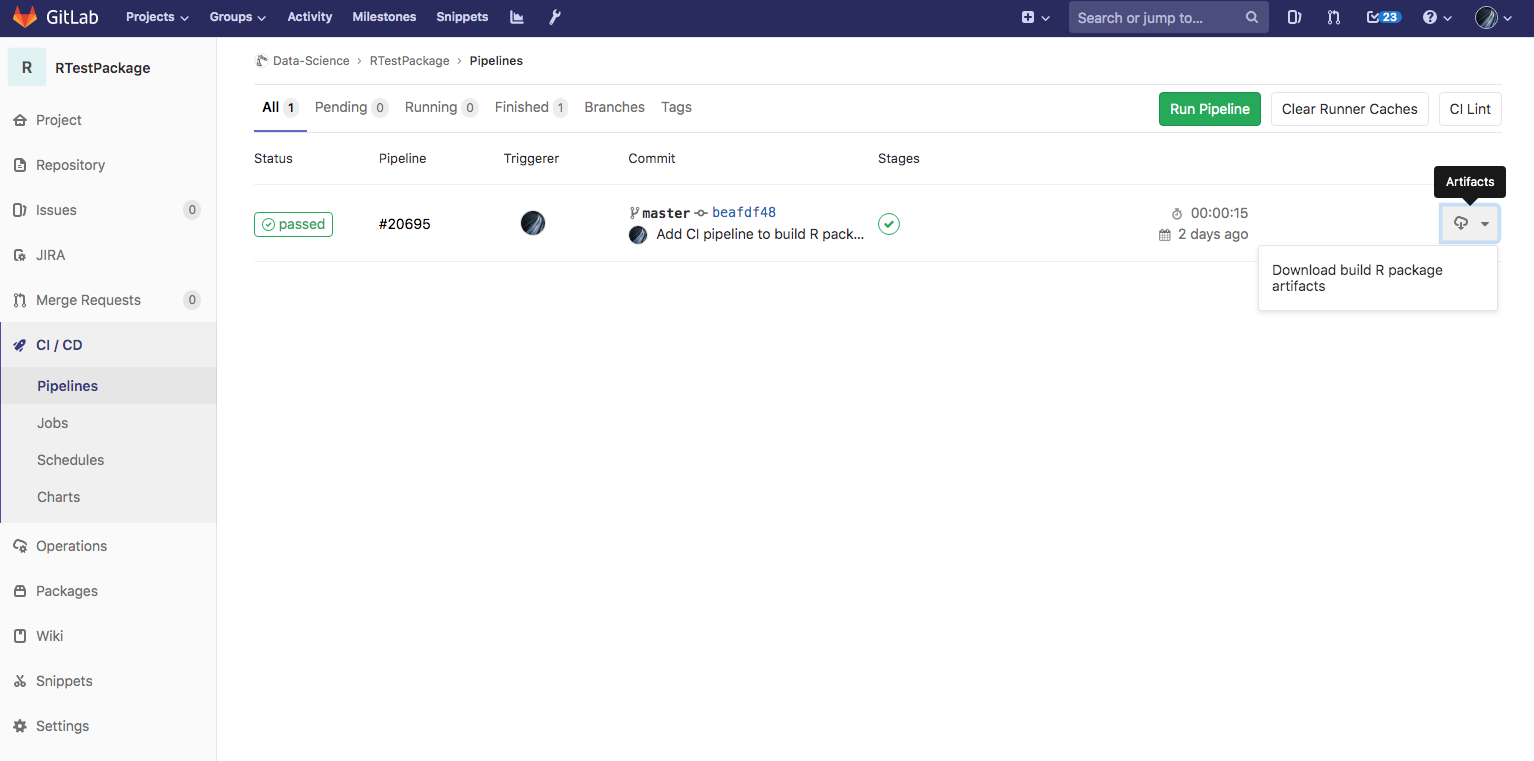 GitLab Projects Groups Activity Milestones Snippets Search or jump to... 23
R RTestPackage
Project
Repository
Issues 0
JIRA
Merge Requests 0
CI / CD
Pipelines
Jobs
Schedules
Charts
Operations
Packages
Wiki
Snippets
Settings
Data-Science › RTestPackage › Pipelines
All 1 Pending 0 Running 0 Finished 1 Branches Tags Run Pipeline Clear Runner Caches CI Lint
Status Pipeline Triggerer Commit Stages
Artifacts
passed #20695 master beafdf48 00:00:15
Add CI pipeline to build R pack... 2 days ago
Download build R package
artifacts